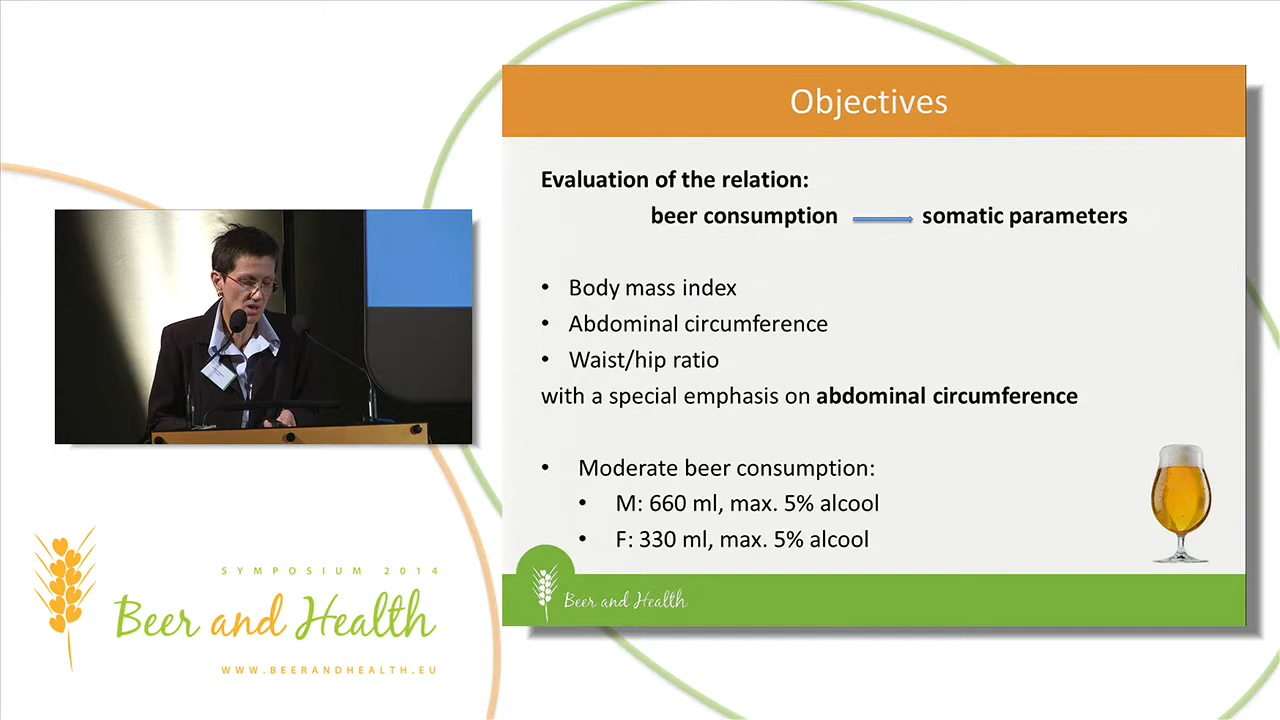 Objectives
Evaluation of the relation:
beer consumption somatic parameters
• Body mass index
• Abdominal circumference
• Waist/hip ratio
with a special emphasis on abdominal circumference
• Moderate beer consumption:
• M: 660 ml, max. 5% alcool
• F: 330 ml, max. 5% alcool
Beer and Health
SYMPOSIUM 2014
Beer and Health
WWW.BEERANDHEALTH.EU